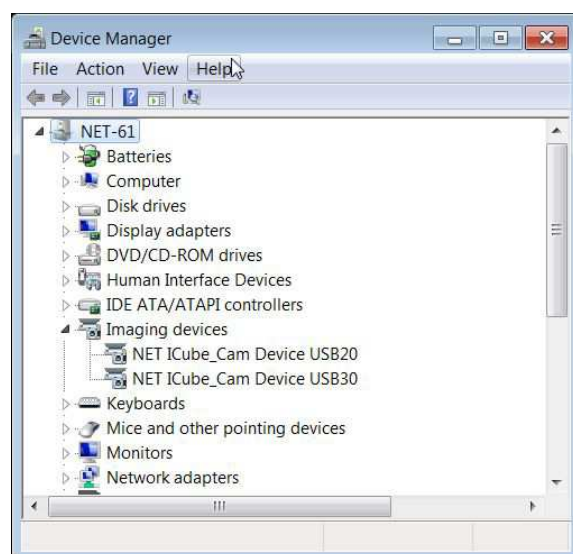 Device Manager
File Action View Help
NET-61
Batteries
Computer
Disk drives
Display adapters
DVD/CD-ROM drives
Human Interface Devices
IDE ATA/ATAPI controllers
Imaging devices
NET ICube_Cam Device USB20
NET ICube_Cam Device USB30
Keyboards
Mice and other pointing devices
Monitors
Network adapters